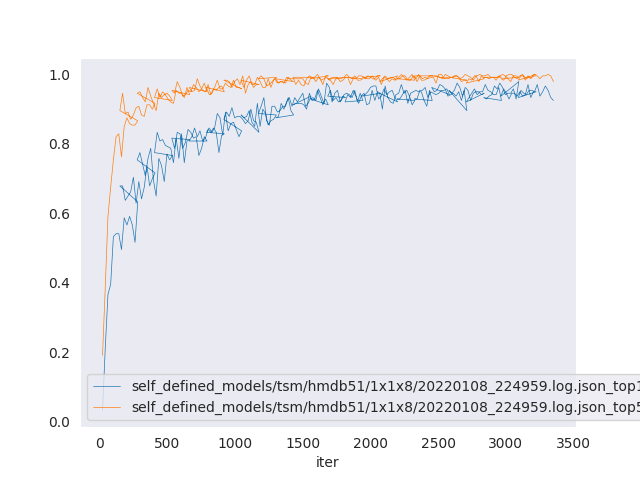 1.0
0.8
0.6
0.4
0.2
0.0
self_defined_models/tsm/hmdb51/1x1x8/20220108_224959.log.json_top1
self_defined_models/tsm/hmdb51/1x1x8/20220108_224959.log.json_top5
0 500 1000 1500 2000 2500 3000 3500
iter